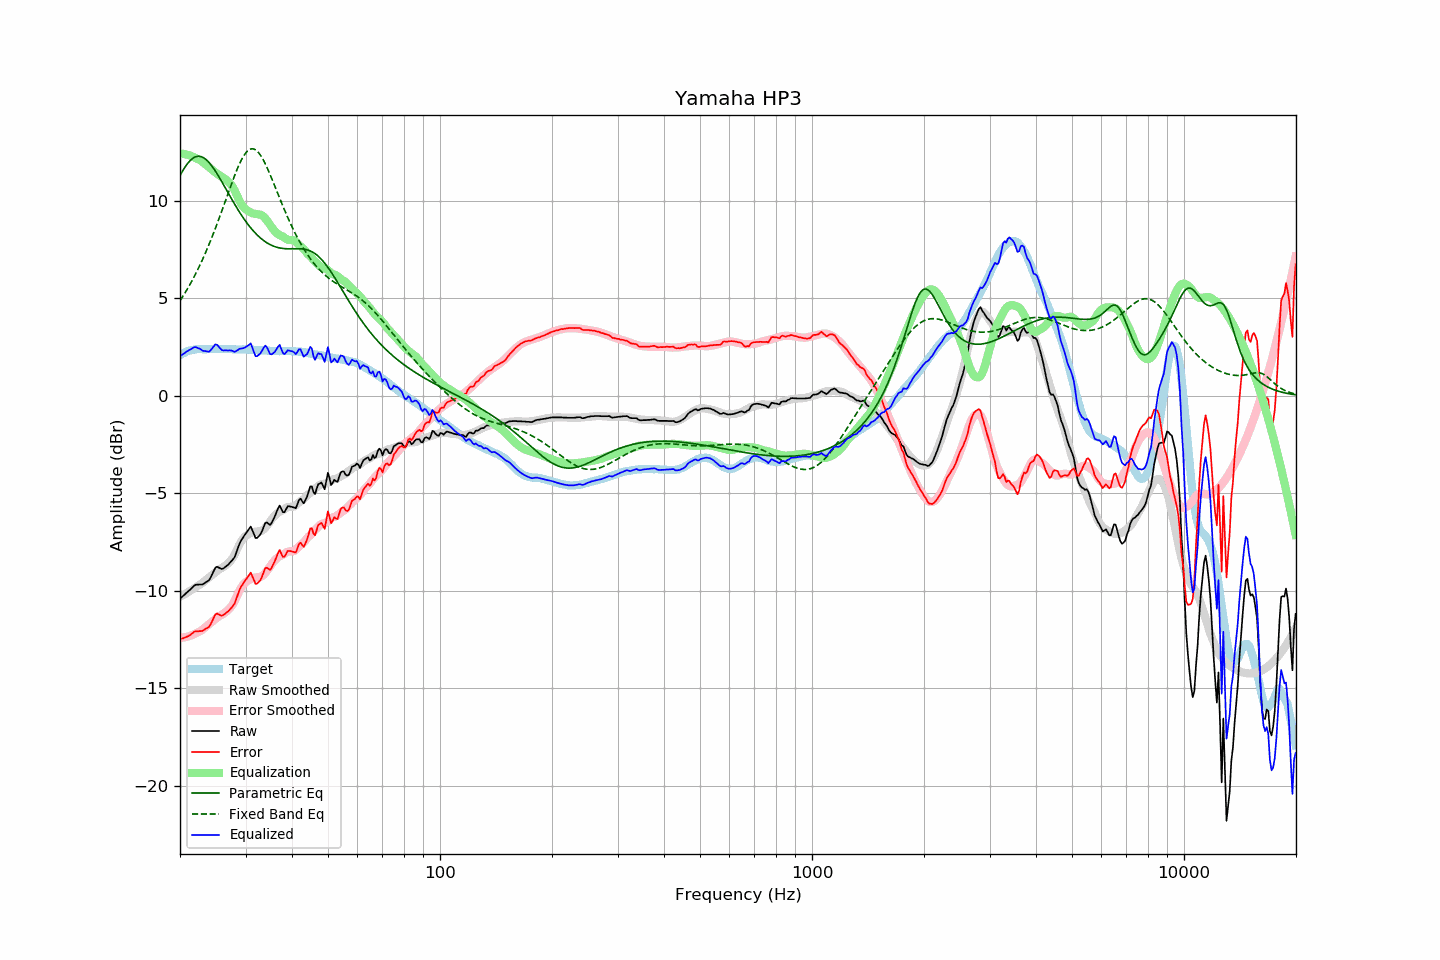 Yamaha HP3
Amplitude (dBr)
10
5
0
−5
−10
−15
−20
Target
Raw Smoothed
Error Smoothed
Raw
Error
Equalization
Parametric Eq
Fixed Band Eq
Equalized
100
1000
10000
Frequency (Hz)